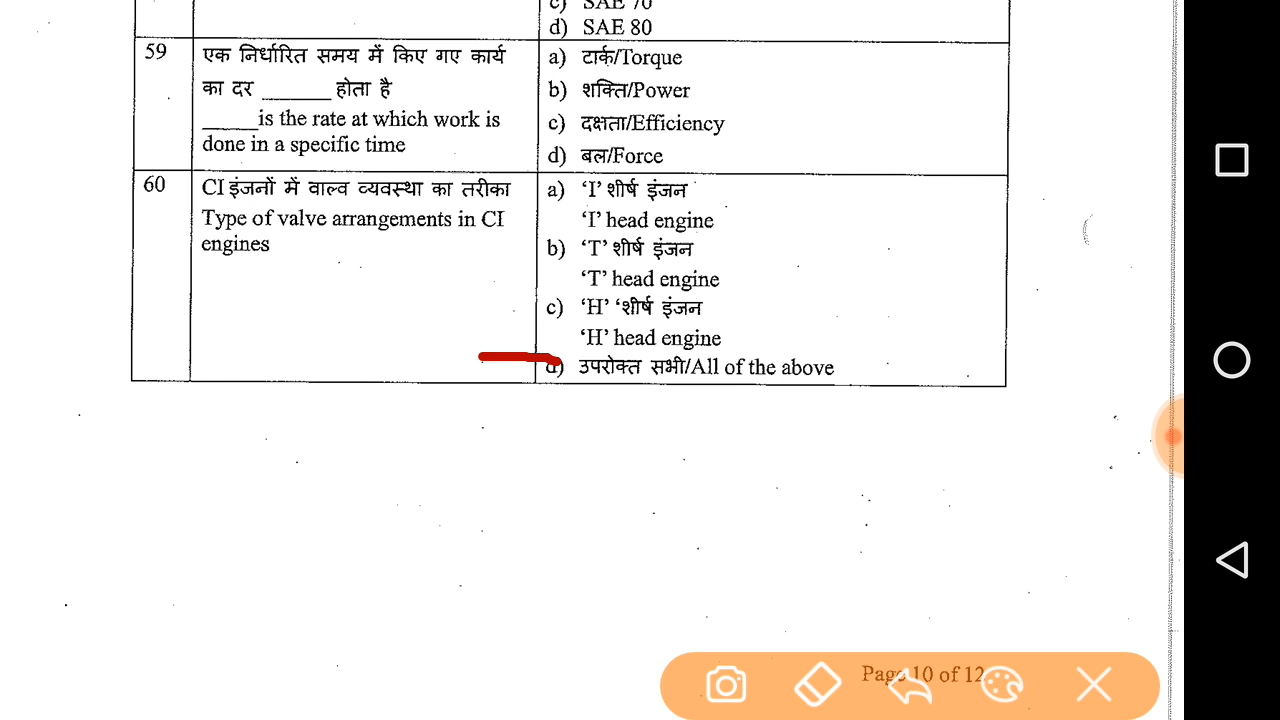 c) SAE 70
d) SAE 80
59
एक निर्धारित समय में किए गए कार्य
का दर _______ होता है
_____is the rate at which work is
done in a specific time
a) टार्क/Torque
b) शक्ति/Power
c) दक्षता/Efficiency
d) बल/Force
60
CI इंजनों में वाल्व व्यवस्था का तरीका
Type of valve arrangements in CI
engines
a) ‘I’ शीर्ष इंजन
‘I’ head engine
b) ‘T’ शीर्ष इंजन
‘T’ head engine
c) ‘H’ ‘शीर्ष इंजन
‘H’ head engine
d) उपरोक्त सभी/All of the above
Page 10 of 12